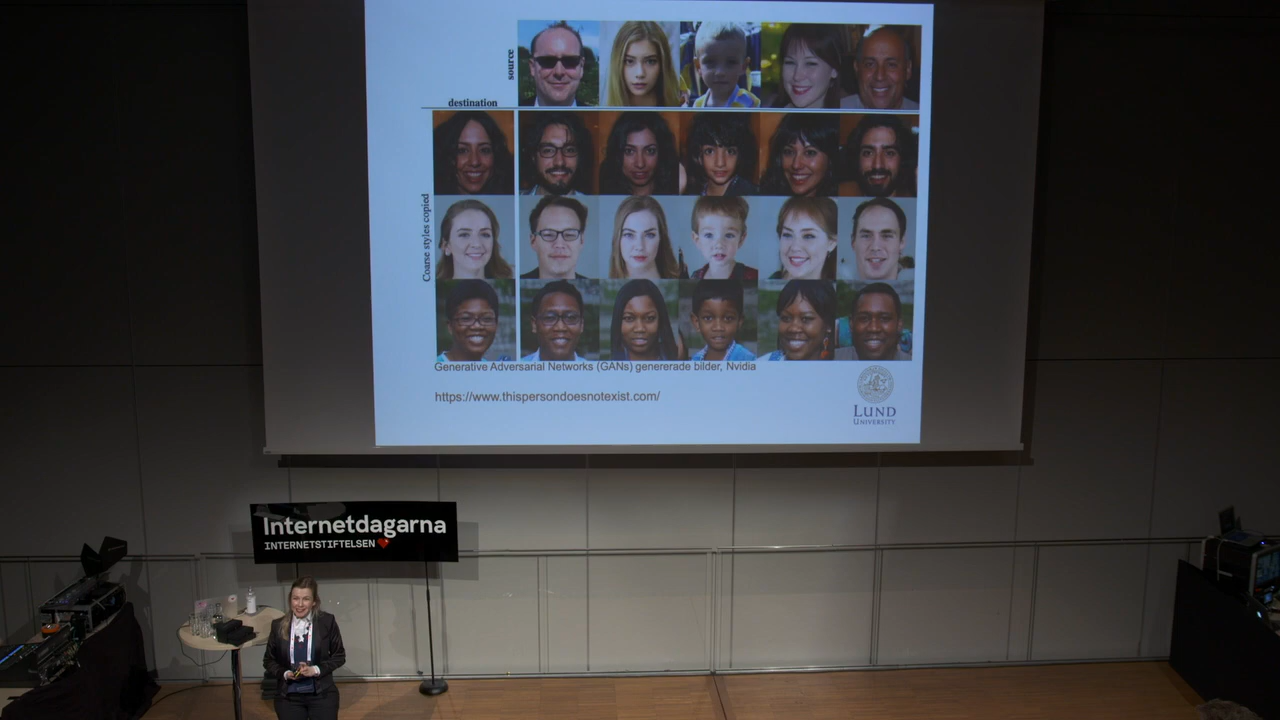 source
destination
Coarse styles copied
Generative Adversarial Networks (GANs) genererade bilder, Nvidia
https://www.thispersondoesnotexist.com/
LUND
UNIVERSITY
Internetdagarna
INTERNETSTIFTELSEN